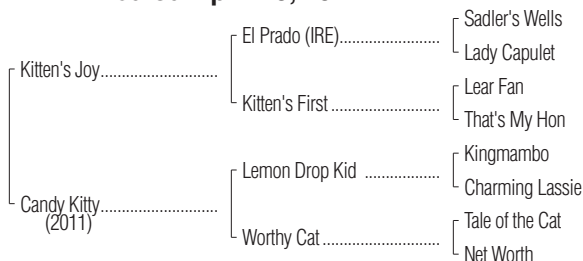 Sadler's Wells
El Prado (IRE)
Lady Capulet
Kitten's Joy
Lear Fan
Kitten's First
That's My Hon
Kingmambo
Lemon Drop Kid
Charming Lassie
Candy Kitty
(2011)
Tale of the Cat
Worthy Cat
Net Worth